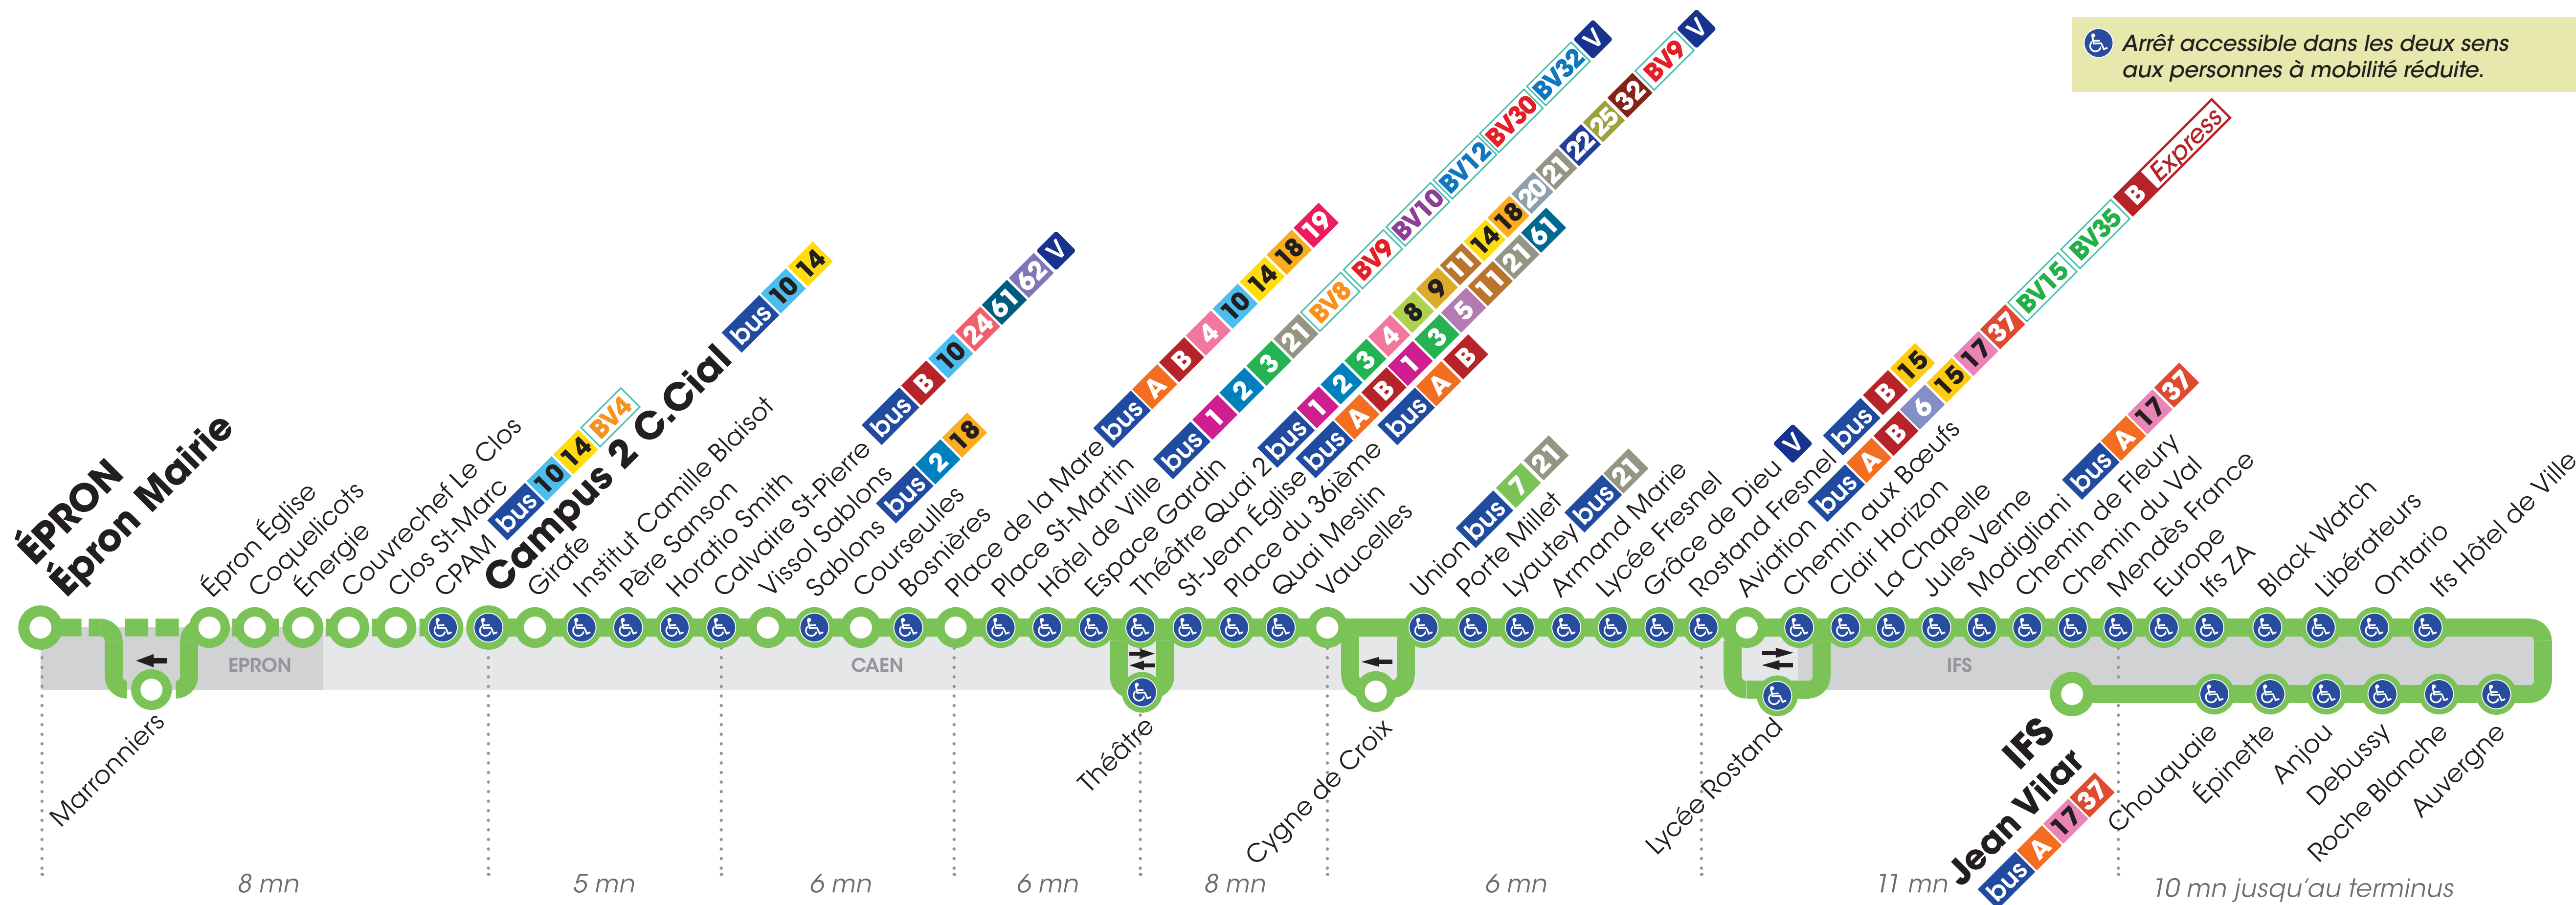 Arrêt accessible dans les deux sens
aux personnes à mobilité réduite.
ÉPRON
Épron Mairie
Épron Église
Coquelicots
Énergie
Couvrechef Le Clos
Clos St-Marc
CPAM bus 10 14 BV4
Campus 2 C.Cial bus 10 14
Girafe
Institut Camille Blaisot
Père Sanson
Horatio Smith
Calvaire St-Pierre bus B 10 24 61 62 V
Vissol Sablons
Sablons bus 2 18
Courseulles
Bosnières
Place de la Mare bus A B 4 10 14 18 19
Place St-Martin
Hôtel de Ville bus 1 2 3 21 BV8 BV9 BV10 BV12 BV30 BV32 V
Espace Gardin
Théâtre Quai 2 bus 1 2 3 4 8 9 11 14 18 20 21 22 25 32 BV9 V
St-Jean Église bus A B 1 3 5 11 21 61
Place du 36ième bus A B
Quai Meslin
Vaucelles
Union bus 7 21
Porte Millet
Lyautey bus 21
Armand Marie
Lycée Fresnel
Grâce de Dieu V
Rostand Fresnel bus B 15
Aviation bus A B 6 15 17 37 BV15 BV35 B Express
Chemin aux Bœufs
Clair Horizon
La Chapelle
Jules Verne
Modigliani bus A 17 37
Chemin de Fleury
Chemin du Val
Mendès France
Europe
Ifs ZA
Black Watch
Libérateurs
Ontario
Ifs Hôtel de Ville
EPRON
CAEN
IFS
Marronniers
Théâtre
Cygne de Croix
Lycée Rostand
IFS
Jean Vilar
bus A 17 37
Chouquaie
Épinette
Anjou
Debussy
Roche Blanche
Auvergne
8 mn
5 mn
6 mn
6 mn
8 mn
6 mn
11 mn
10 mn jusqu'au terminus